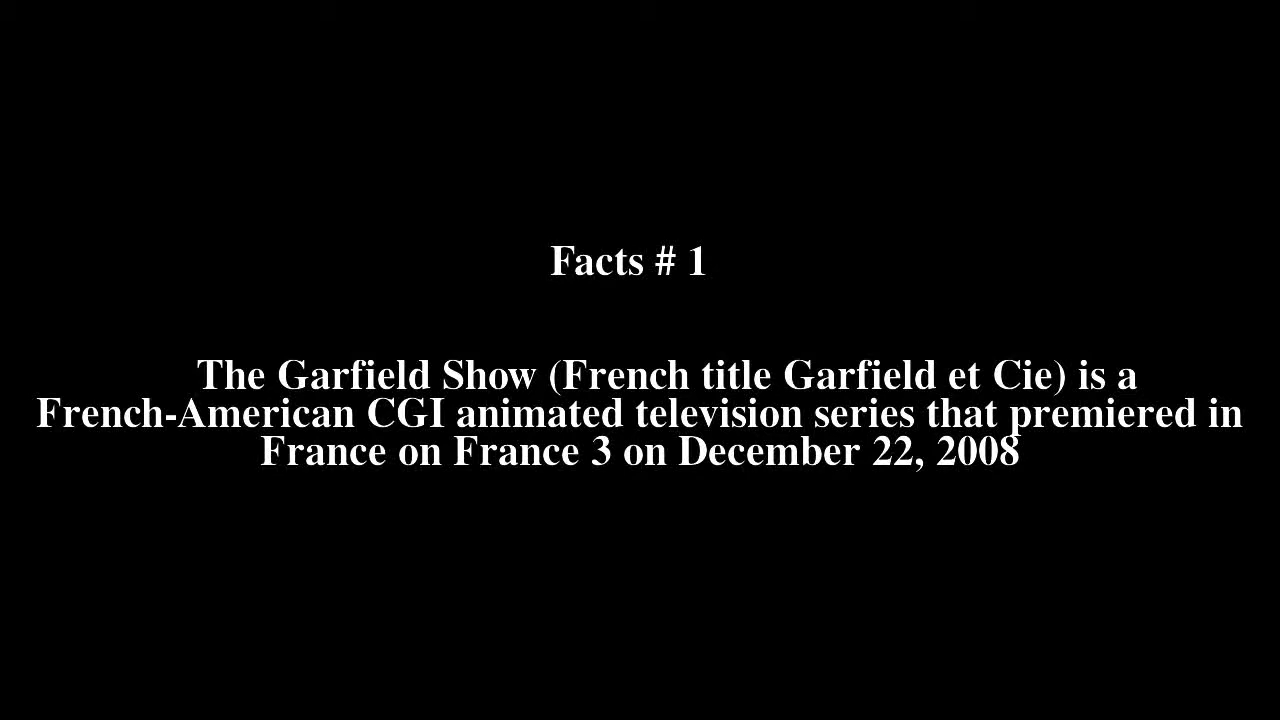 Facts # 1
The Garfield Show (French title Garfield et Cie) is a
French-American CGI animated television series that premiered in
France on France 3 on December 22, 2008